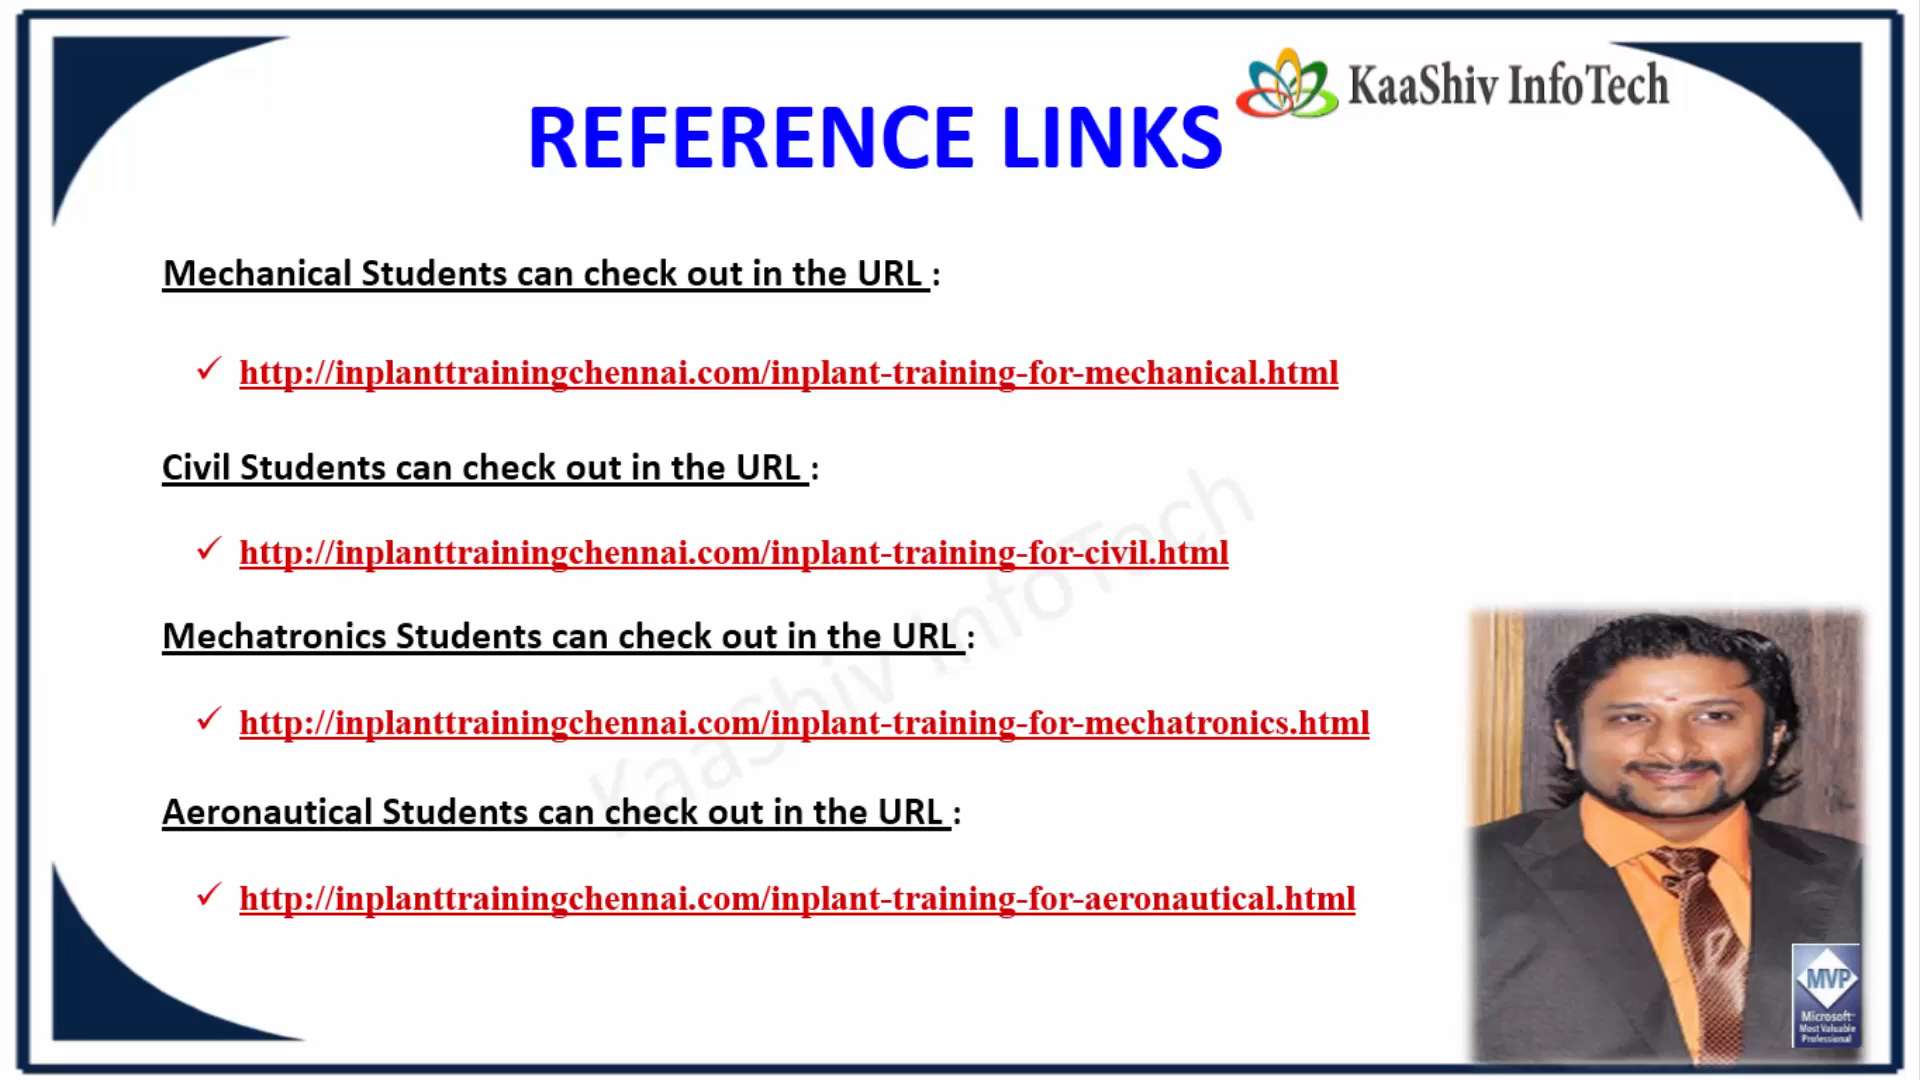 KaaShiv InfoTech
REFERENCE LINKS
Mechanical Students can check out in the URL :
http://inplanttrainingchennai.com/inplant-training-for-mechanical.html
Civil Students can check out in the URL :
http://inplanttrainingchennai.com/inplant-training-for-civil.html
Mechatronics Students can check out in the URL :
http://inplanttrainingchennai.com/inplant-training-for-mechatronics.html
Aeronautical Students can check out in the URL :
http://inplanttrainingchennai.com/inplant-training-for-aeronautical.html
KaaShiv InfoTech
MVP
Microsoft
Most Valuable
Professional